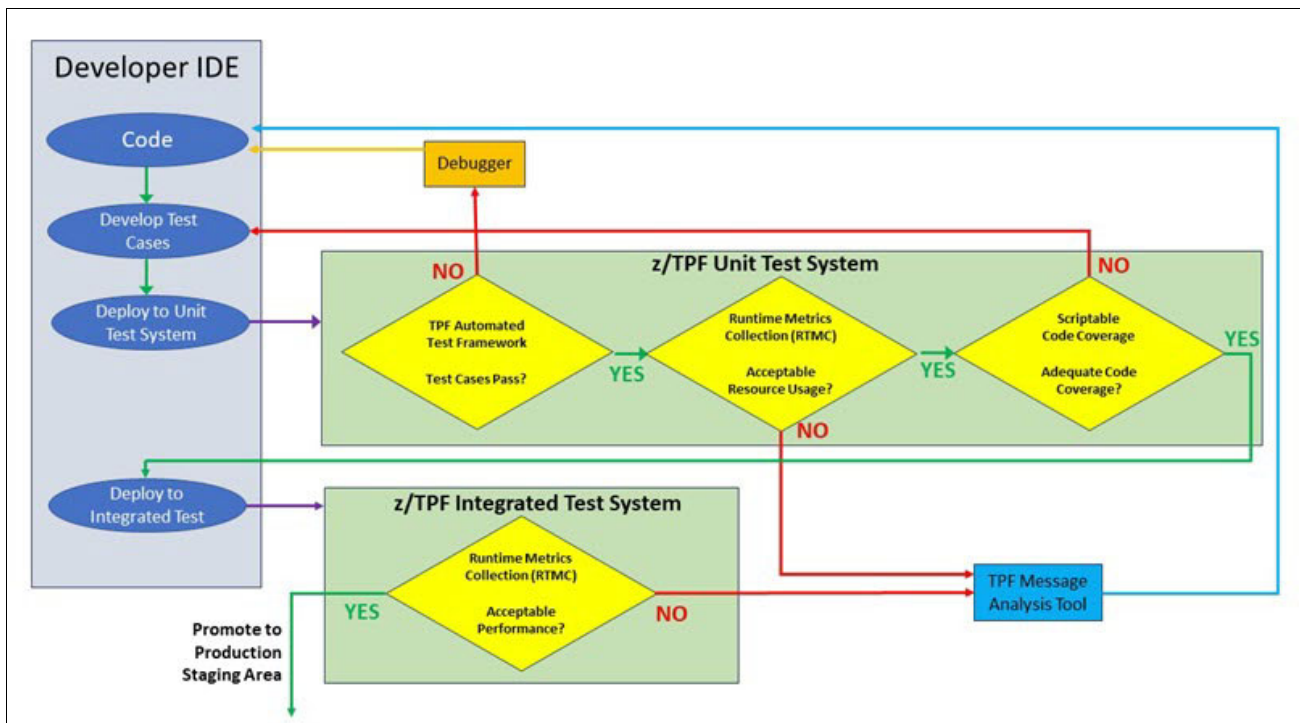 Developer IDE
Code
Debugger
Develop Test
Cases
z/TPF Unit Test System
NO
NO
Deploy to Unit
Test System
TPF Automated
Test Framework
Test Cases Pass?
YES
Runtime Metrics
Collection (RTMC)
Acceptable
Resource Usage?
YES
NO
Scriptable
Code Coverage
Adequate Code
Coverage?
YES
Deploy to
Integrated Test
z/TPF Integrated Test System
Runtime Metrics
Collection (RTMC)
Acceptable
Performance?
YES
NO
TPF Message
Analysis Tool
Promote to
Production
Staging Area